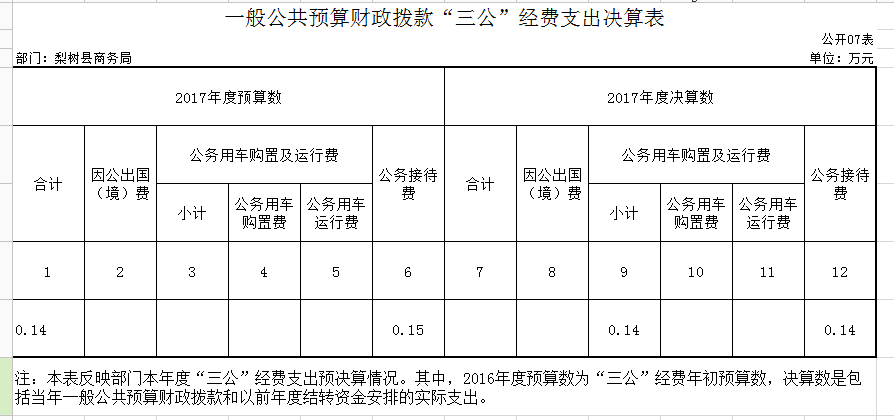 一般公共预算财政拨款“三公”经费支出决算表
公开07表
部门：梨树县商务局 单位：万元
2017年度预算数 2017年度决算数
合计 因公出国（境）费 公务用车购置及运行费 公务接待费 合计 因公出国（境）费 公务用车购置及运行费 公务接待费
小计 公务用车购置费 公务用车运行费 小计 公务用车购置费 公务用车运行费
1 2 3 4 5 6 7 8 9 10 11 12
0.14 0.15 0.14 0.14
注：本表反映部门本年度“三公”经费支出预决算情况。其中，2016年度预算数为“三公”经费年初预算数，决算数是包
括当年一般公共预算财政拨款和以前年度结转资金安排的实际支出。